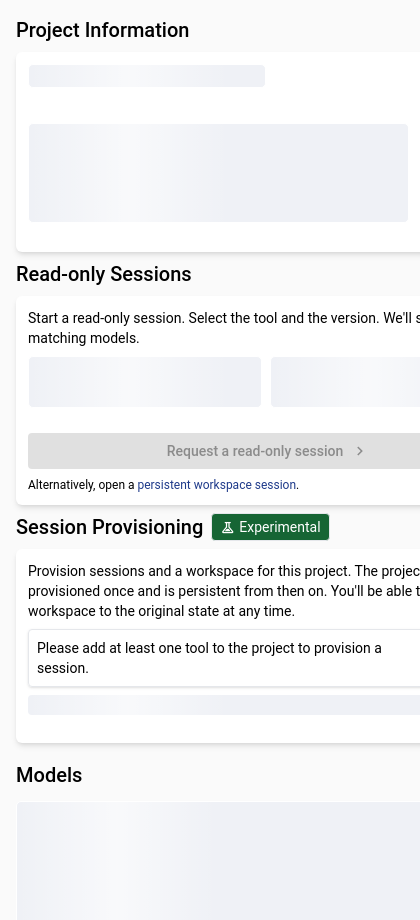 Project Information
Read-only Sessions
Start a read-only session. Select the tool and the version. We'll
matching models.
Request a read-only session
Alternatively, open a persistent workspace session.
Session Provisioning
Experimental
Provision sessions and a workspace for this project. The
provisioned once and is persistent from then on. You'll be able
workspace to the original state at any time.
Please add at least one tool to the project to provision a
session.
Models